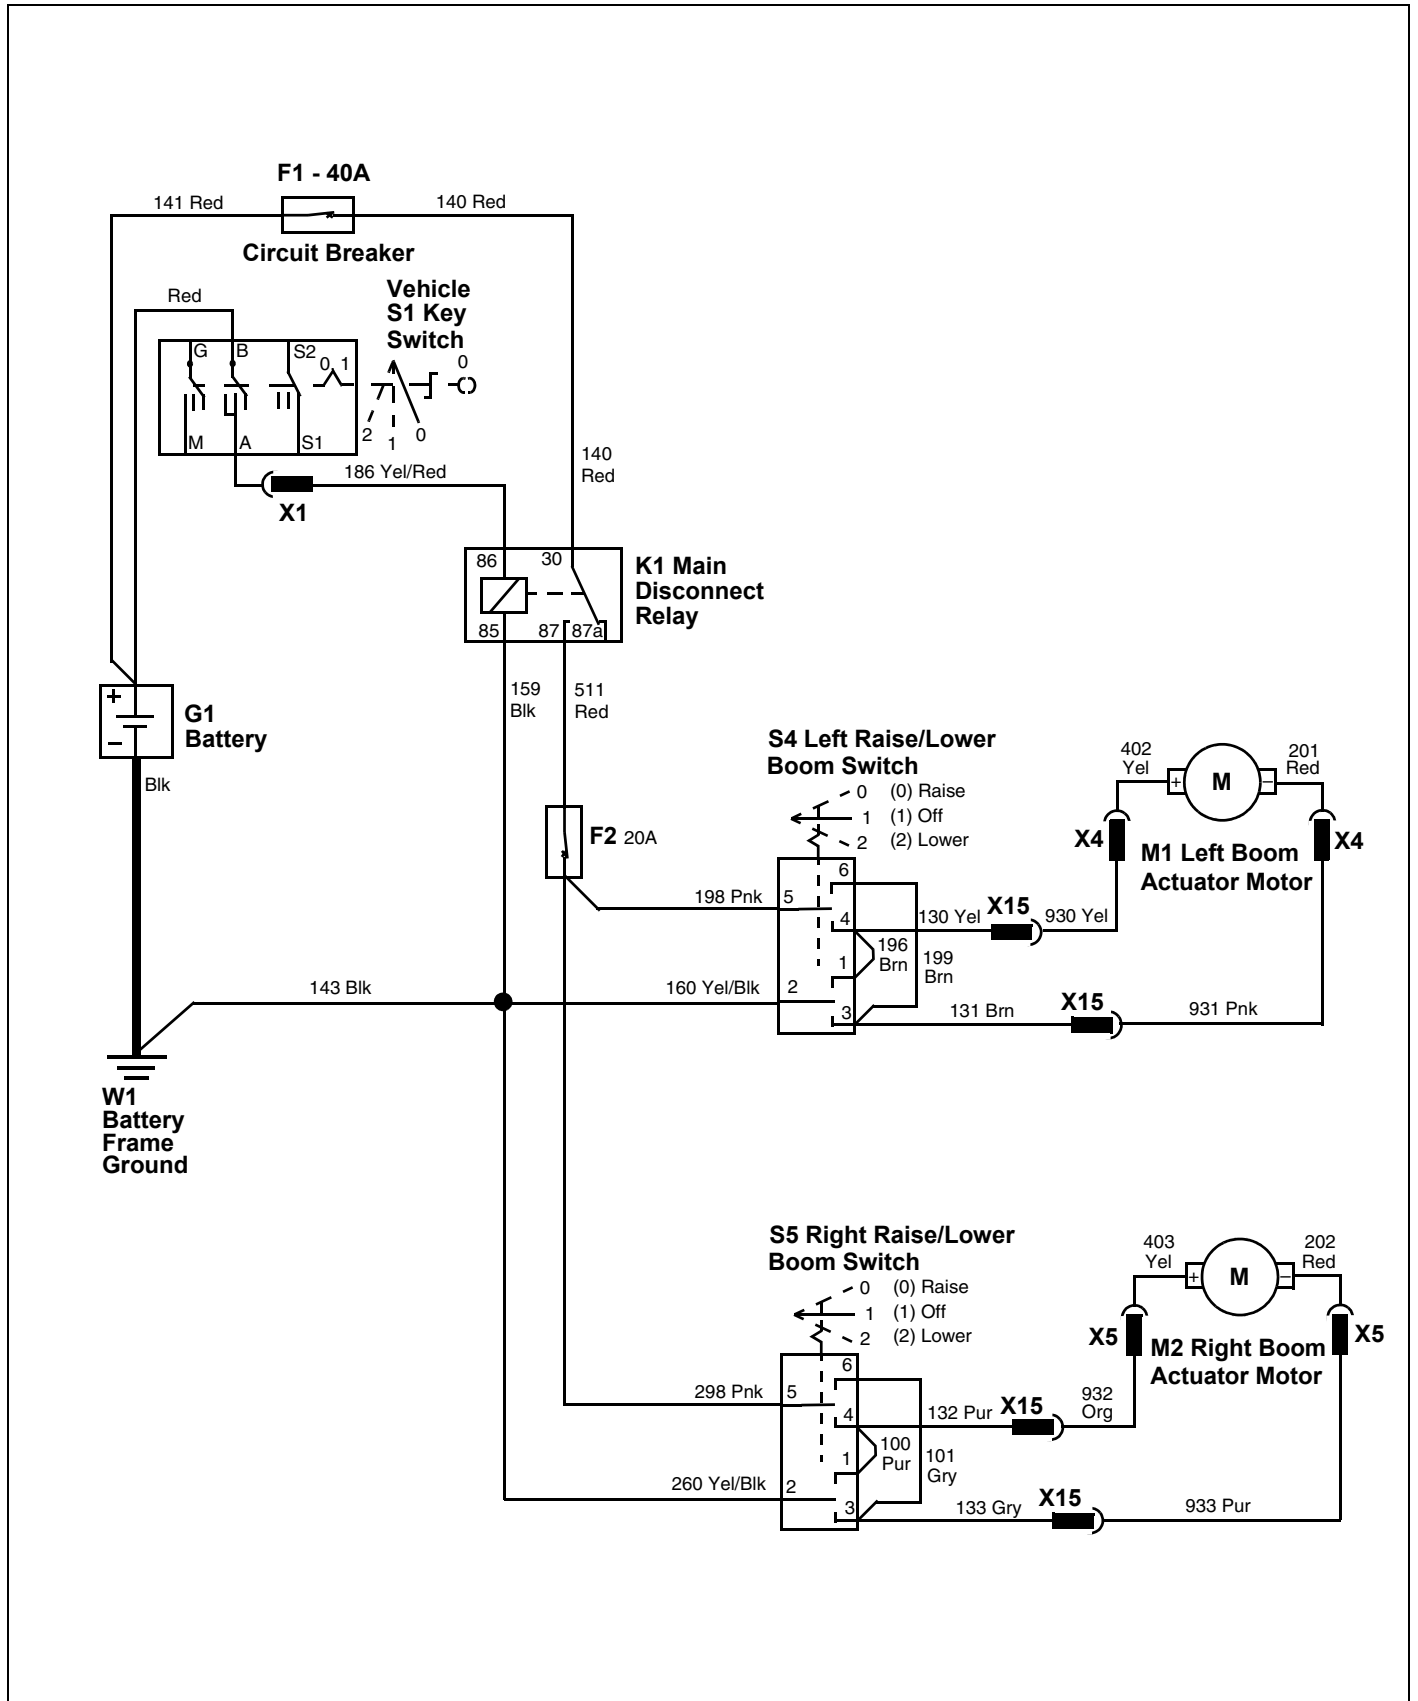 F1 - 40A
141 Red
140 Red
Circuit Breaker
Red
Vehicle
S1 Key
Switch
G
B
S2
0
1
0
M
A
S1
2
1
0
186 Yel/Red
X1
140
Red
86
30
85
87
87a
K1 Main
Disconnect
Relay
159
Blk
511
Red
+
–
G1
Battery
Blk
F2 20A
S4 Left Raise/Lower
Boom Switch
0 (0) Raise
1 (1) Off
2 (2) Lower
402
Yel
+
M
–
201
Red
X4
X4
M1 Left Boom
Actuator Motor
198 Pnk
5
6
4
130 Yel
X15
930 Yel
196
Brn
199
Brn
1
143 Blk
160 Yel/Blk
2
3
131 Brn
X15
931 Pnk
W1
Battery
Frame
Ground
S5 Right Raise/Lower
Boom Switch
0 (0) Raise
1 (1) Off
2 (2) Lower
403
Yel
+
M
–
202
Red
X5
X5
M2 Right Boom
Actuator Motor
298 Pnk
5
6
4
132 Pur
X15
932
Org
100
Pur
101
Gry
1
260 Yel/Blk
2
3
133 Gry
X15
933 Pur